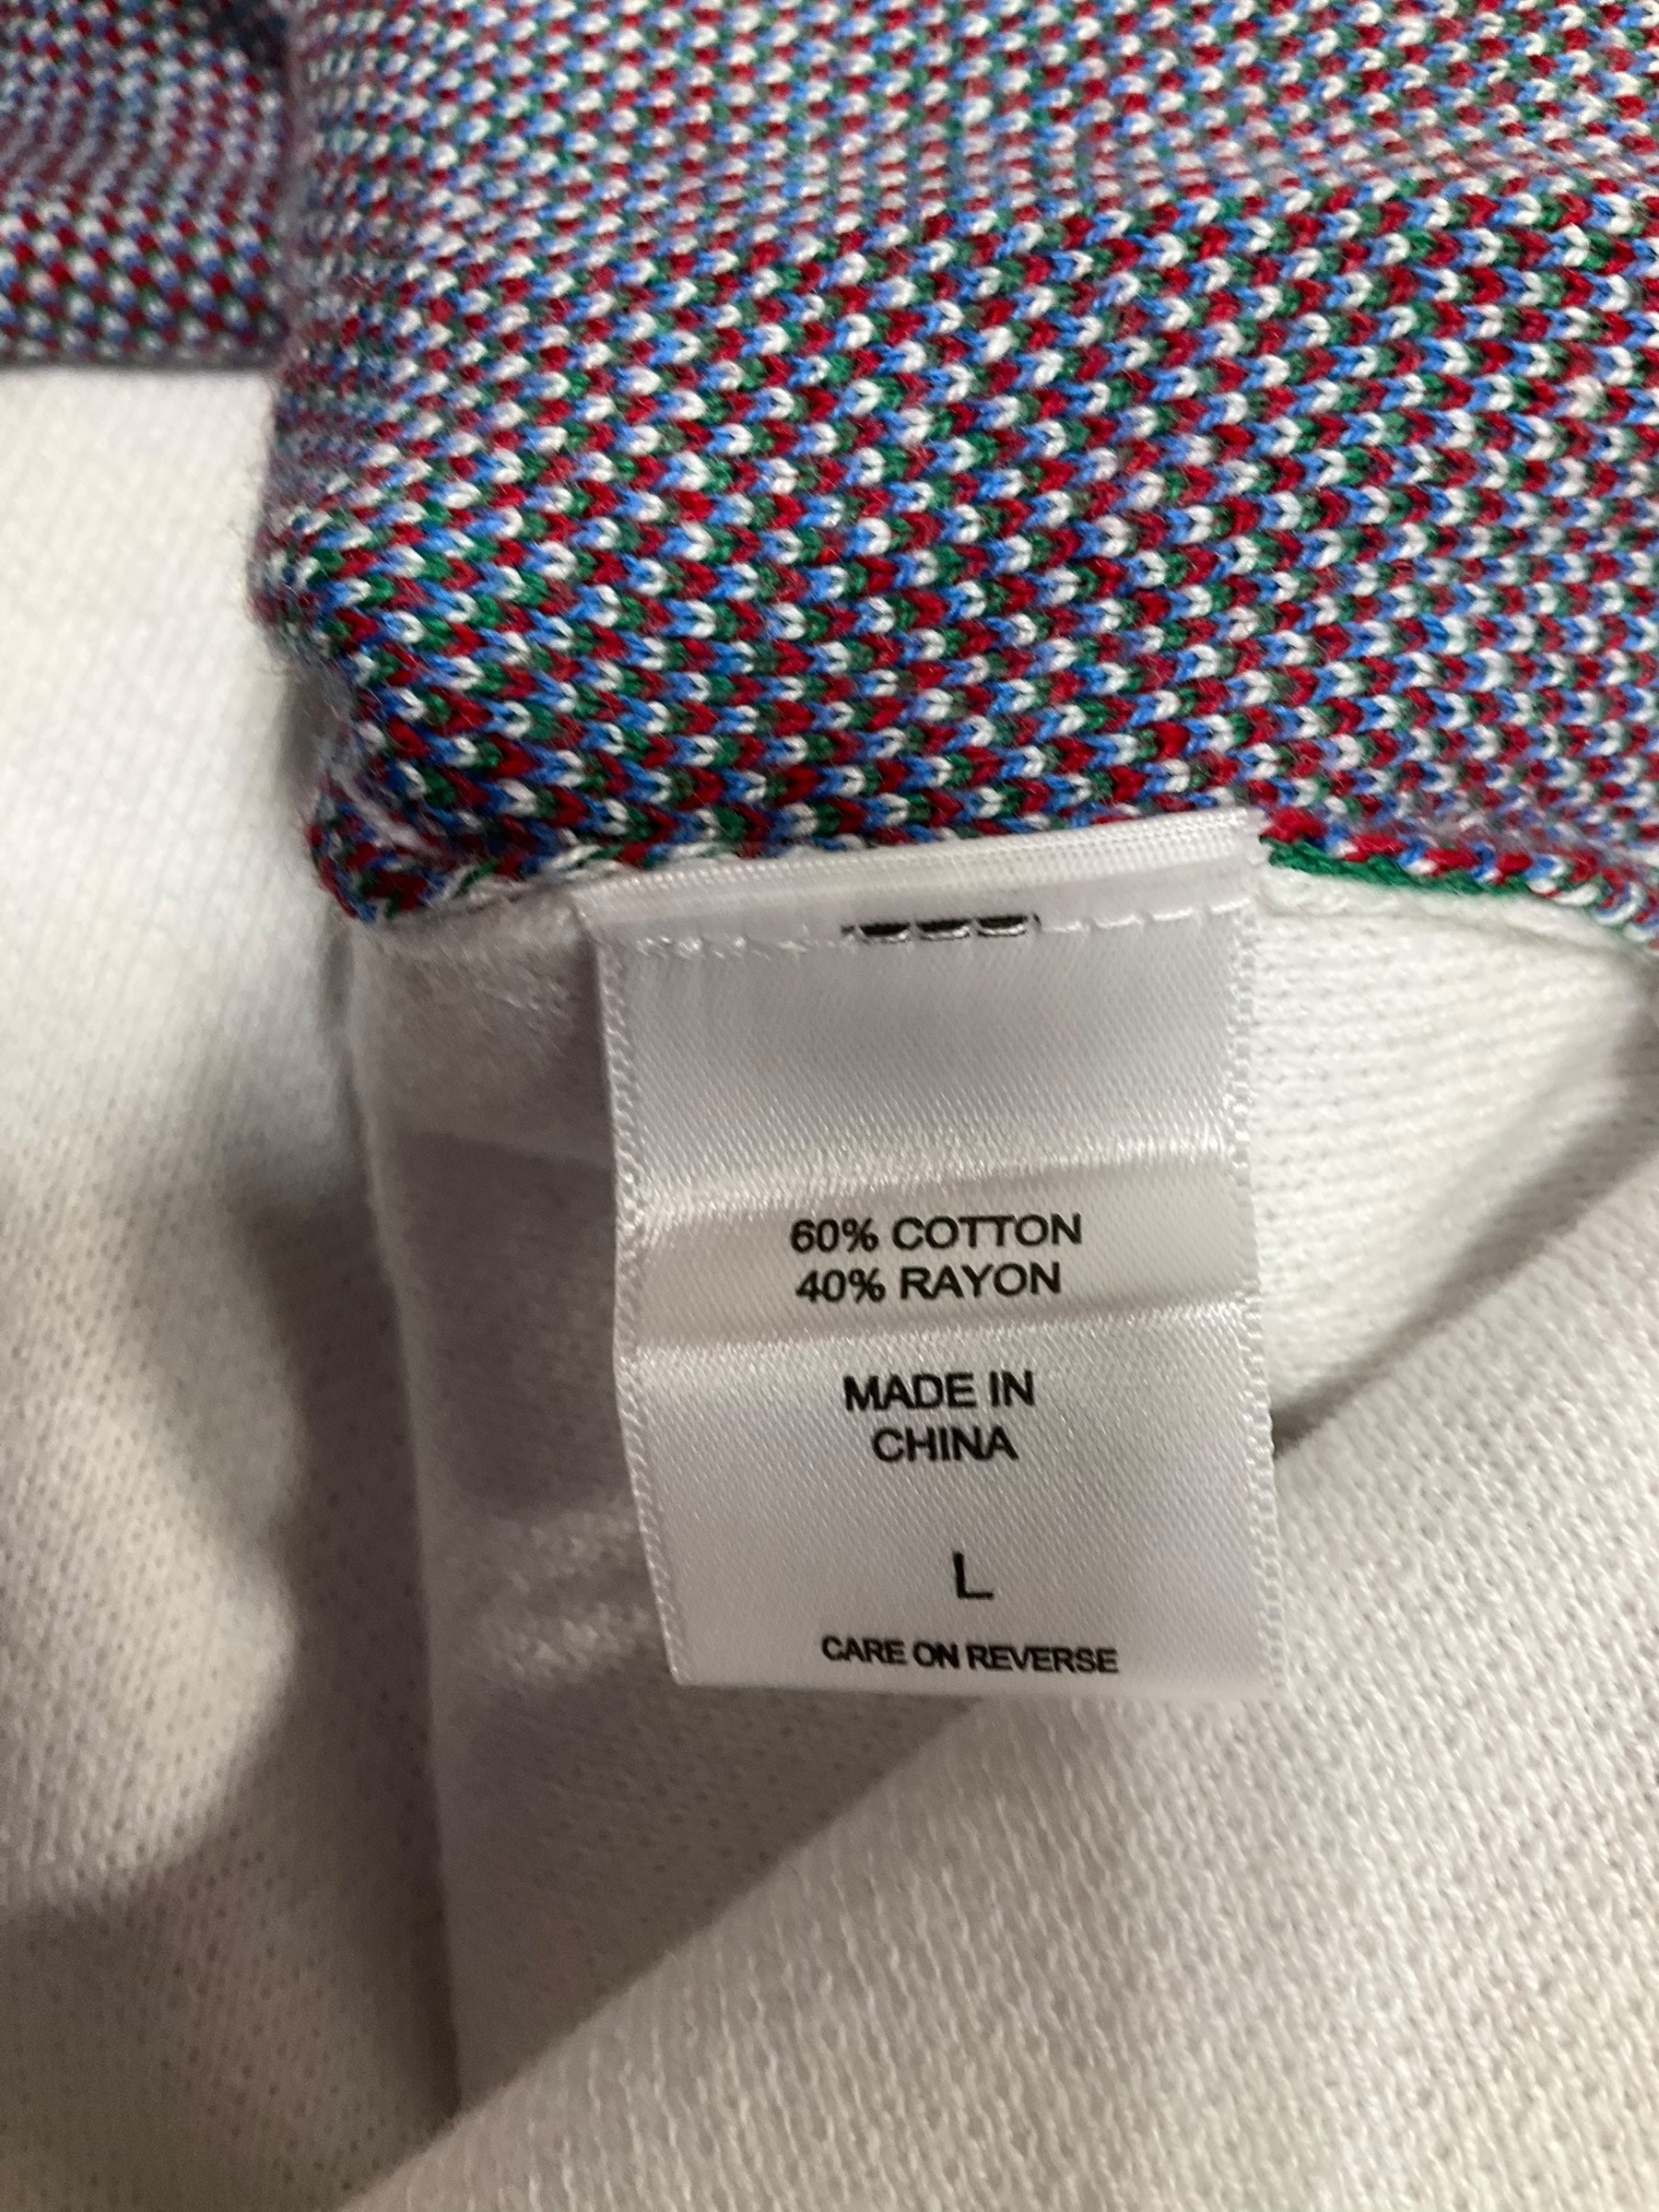 60% COTTON
40% RAYON
MADE IN
CHINA
L
CARE ON REVERSE